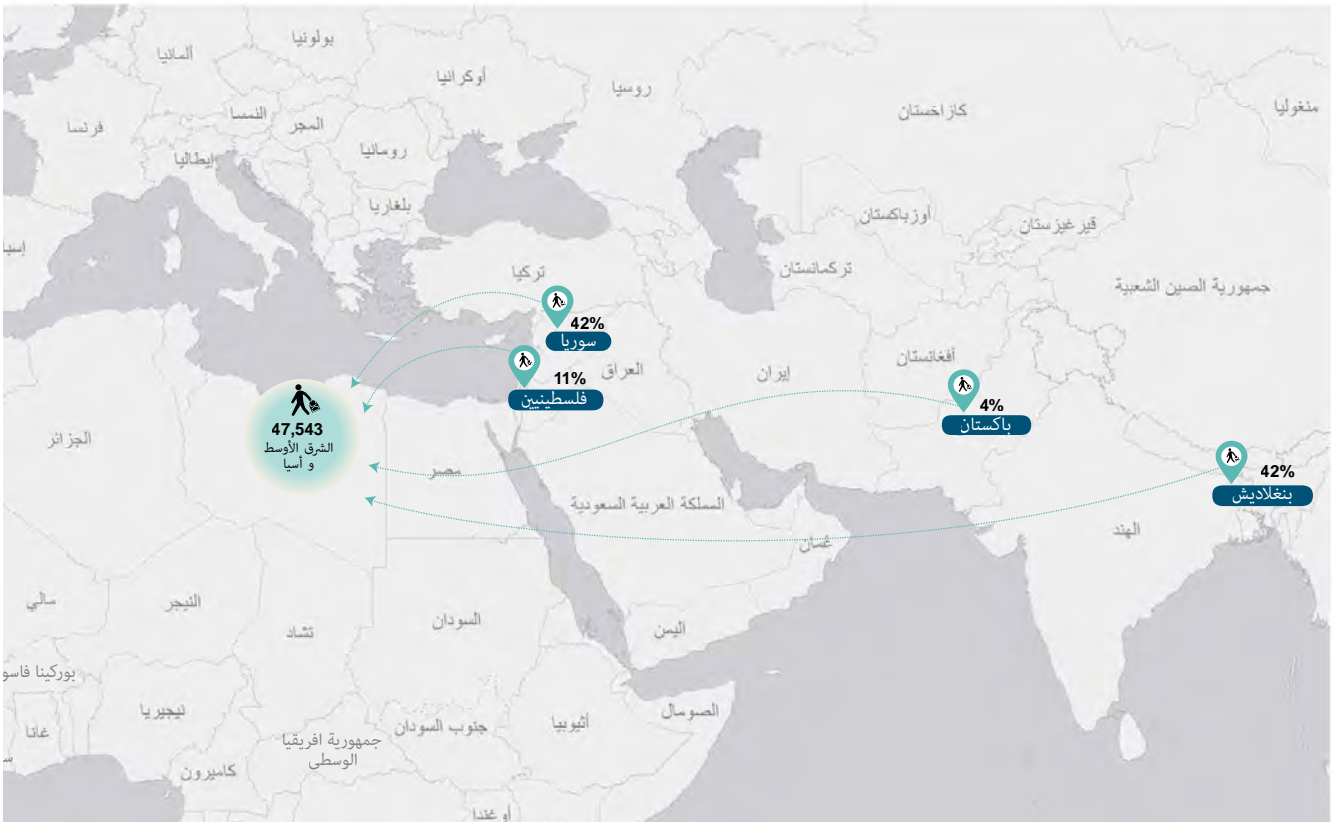 بولونيا
ألمانيا
أوكرانيا
روسيا
كازاخستان
منغوليا
فرنسا
النمسا
المجر
رومانيا
إيطاليا
بلغاريا
أوزباكستان
قيرغيزستان
إسبا
تركيا
تركمانستان
جمهورية الصين الشعبية
42%
سوريا
11%
فلسطينيين
العراق
إيران
أفغانستان
4%
باكستان
47,543
الشرق الأوسط
و أسيا
الجزائر
مصر
المملكة العربية السعودية
42%
بنغلاديش
الهند
عُمان
مالي
النيجر
تشاد
السودان
اليمن
بوركينا فاسو
نيجيريا
غانا
جنوب السودان
أثيوبيا
الصومال
جمهورية افريقيا
الوسطى
كاميرون
أوغندا